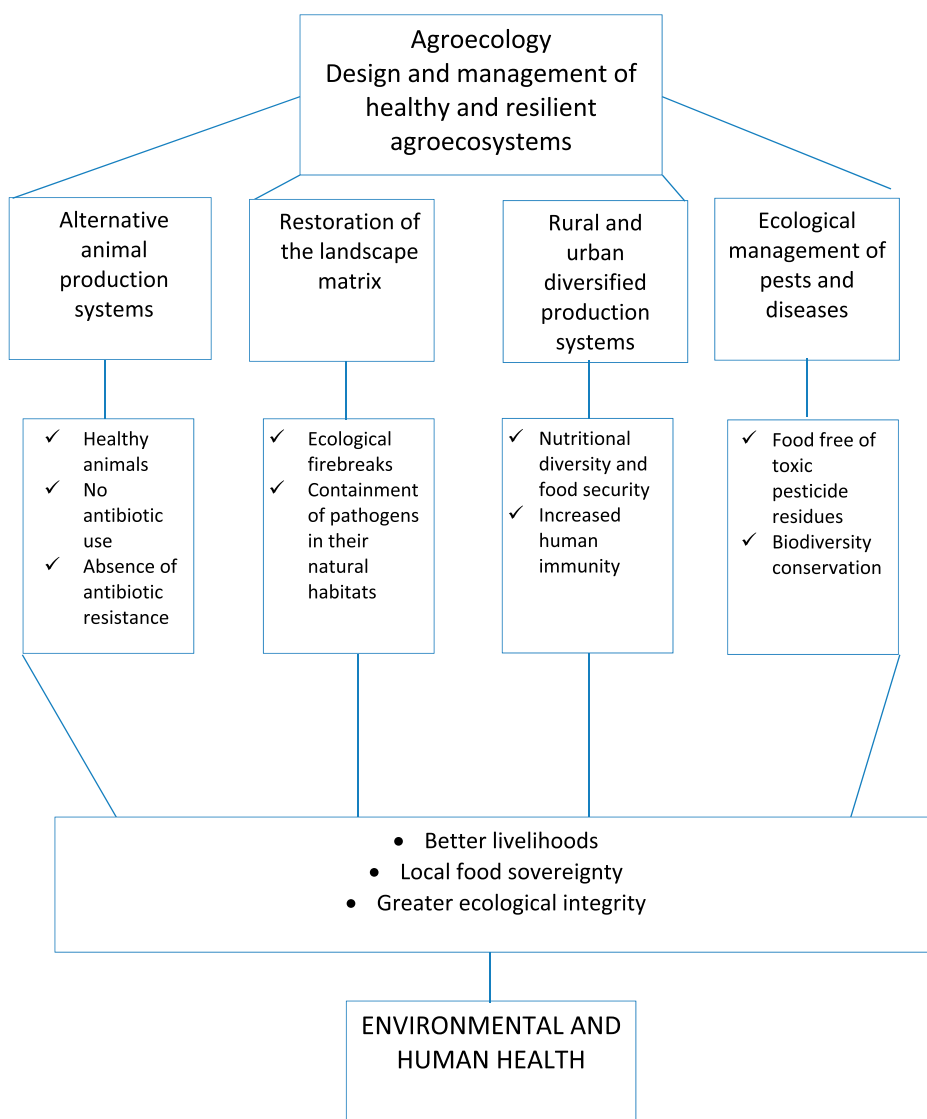 Agroecology
Design and management of
healthy and resilient
agroecosystems
Alternative
animal
production
systems
Restoration of
the landscape
matrix
Rural and
urban
diversified
production
systems
Ecological
management of
pests and
diseases
✓ Healthy
animals
✓ No
antibiotic
use
✓ Absence of
antibiotic
resistance
✓ Ecological
firebreaks
✓ Containment
of pathogens
in their
natural
habitats
✓ Nutritional
diversity and
food security
✓ Increased
human
immunity
✓ Food free of
toxic
pesticide
residues
✓ Biodiversity
conservation
• Better livelihoods
• Local food sovereignty
• Greater ecological integrity
ENVIRONMENTAL AND
HUMAN HEALTH